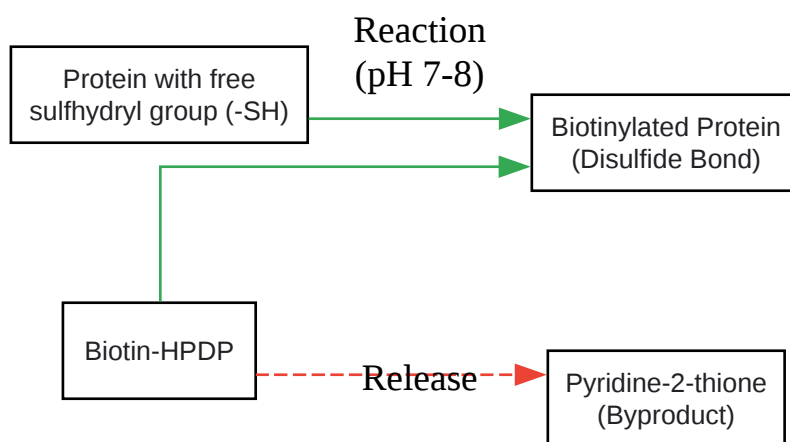 Reaction
(pH 7-8)
Protein with free
sulfhydryl group (-SH)
Biotinylated Protein
(Disulfide Bond)
Biotin-HPDP
Release
Pyridine-2-thione
(Byproduct)